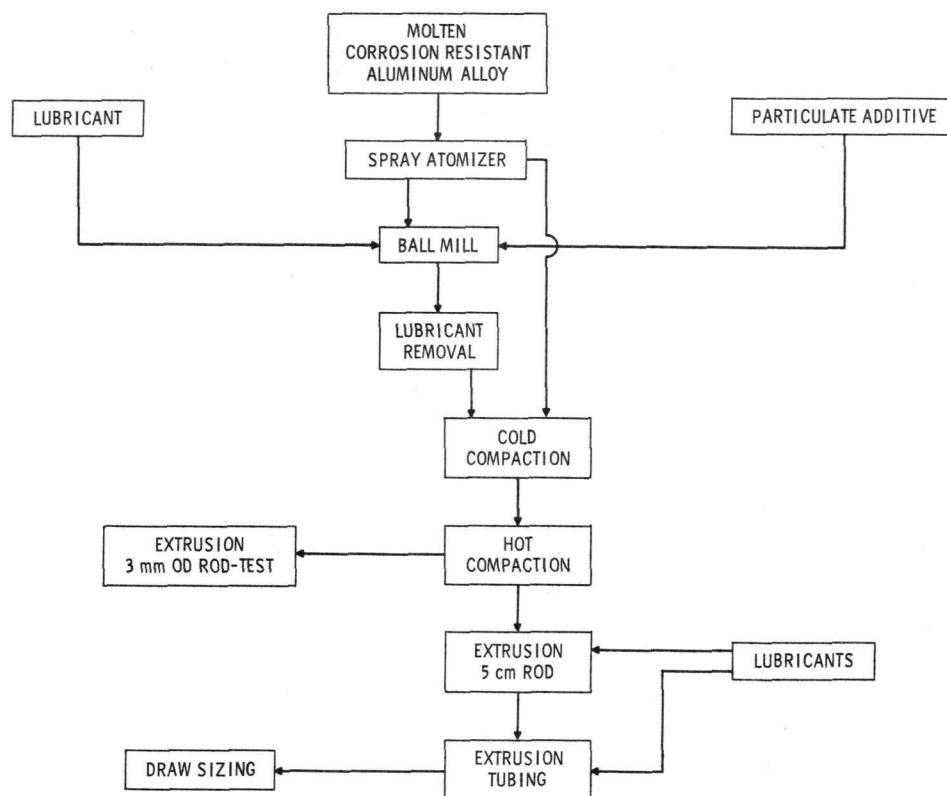 MOLTEN
CORROSION RESISTANT
ALUMINUM ALLOY
LUBRICANT
PARTICULATE ADDITIVE
SPRAY ATOMIZER
BALL MILL
LUBRICANT
REMOVAL
COLD
COMPACTION
EXTRUSION
3 mm OD ROD-TEST
HOT
COMPACTION
EXTRUSION
5 cm ROD
LUBRICANTS
DRAW SIZING
EXTRUSION
TUBING